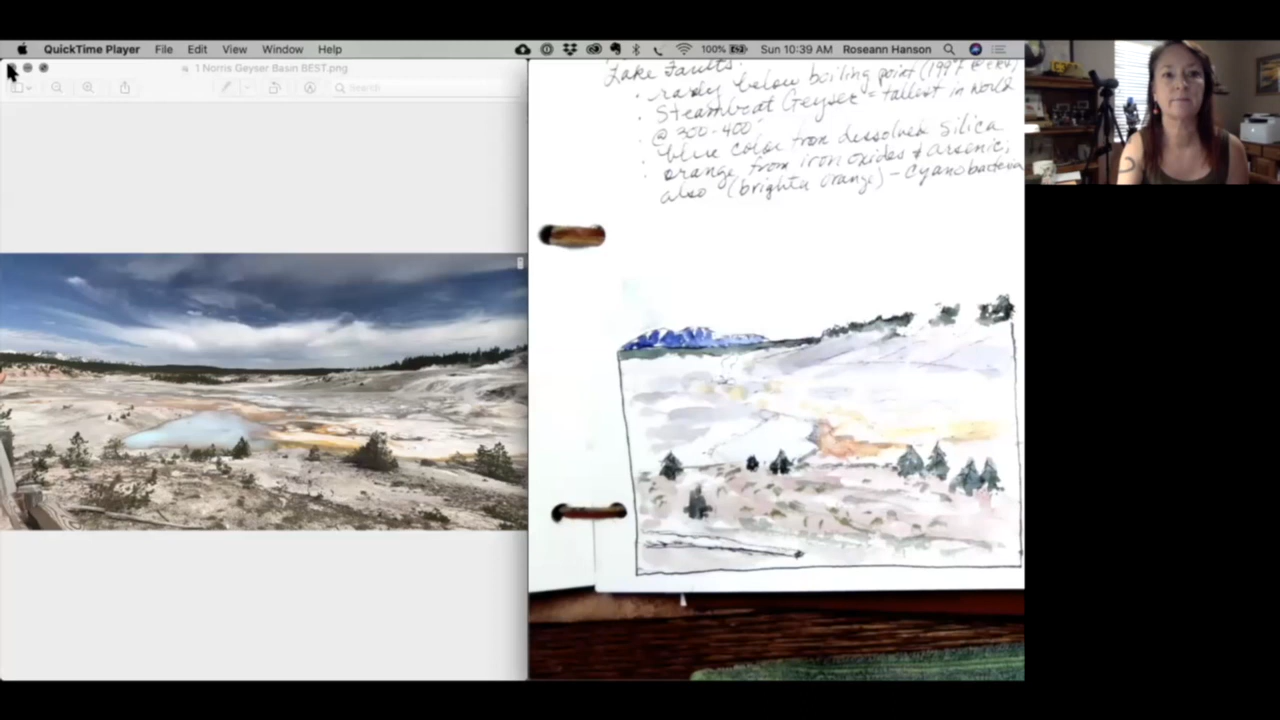 QuickTime Player File Edit View Window Help 100% Sun 10:39 AM Roseann Hanson
1 Norris Geyser Basin BEST.png
Search
Lake Faults.
· rarely below boiling point (199°F @ elev)
· Steamboat Geyser = tallest in world
@ 300-400'
· blue color from dissolved silica
· orange from iron oxides & arsenic;
also (brighter orange) - cyanobacteria